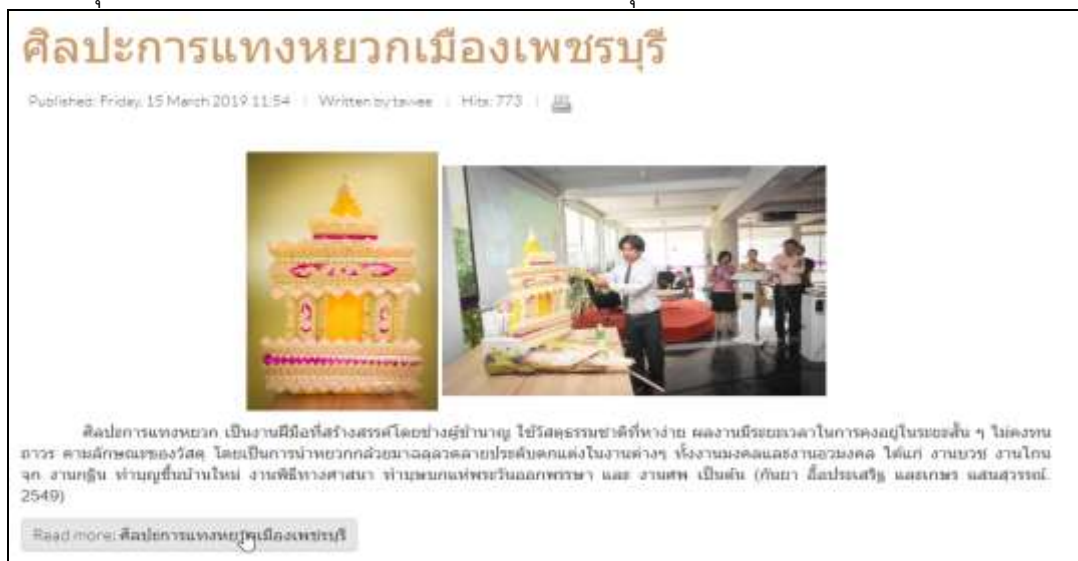 ศิลปะการแทงหยวกเมืองเพชรบุรี
Published: Friday, 15 March 2019 11:54 | Written by tawee | Hits: 773 |
ศิลปะการแทงหยวก เป็นงานฝีมือที่สร้างสรรค์โดยช่างผู้ชำนาญ ใช้วัสดุธรรมชาติที่หาง่าย ผลงานมีระยะเวลาในการคงอยู่ในระยะสั้น ๆ ไม่คงทน
ถาวร ตามลักษณะของวัสดุ โดยเป็นการนำหยวกกล้วยมาฉลุลวดลายประดับตกแต่งในงานต่างๆ ทั้งงานมงคลและงานอวมงคล ได้แก่ งานบวช งานโกน
จุก งานกฐิน ทำบุญขึ้นบ้านใหม่ งานพิธีทางศาสนา ทำบุษบกแห่พระวันออกพรรษา และ งานศพ เป็นต้น (กันยา อื้อประเสริฐ และเกษร แสนสุวรรณ์.
2549)
Read more: ศิลปะการแทงหยวกเมืองเพชรบุรี